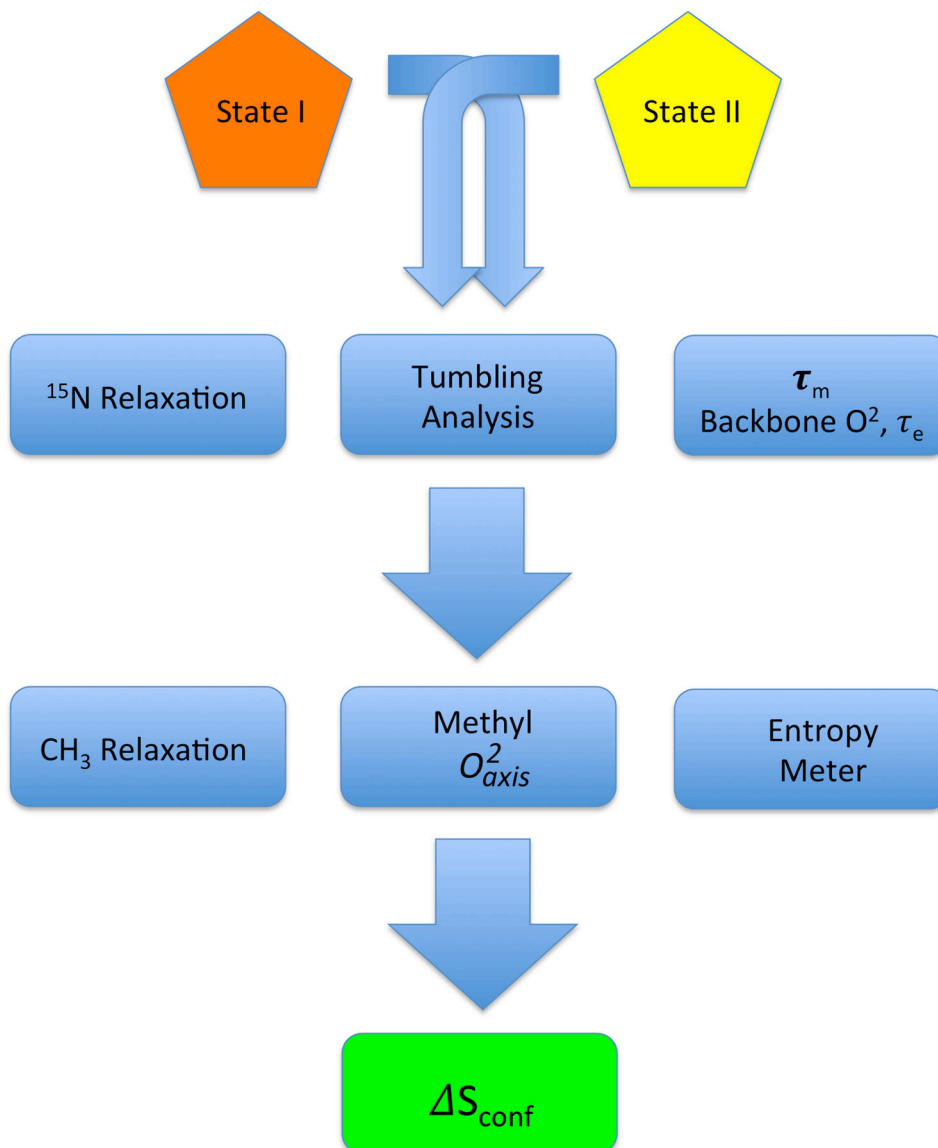 State I
State II
¹⁵N Relaxation
Tumbling
Analysis
τₘ
Backbone O², τₑ
CH₃ Relaxation
Methyl
O²axis
Entropy
Meter
ΔSconf